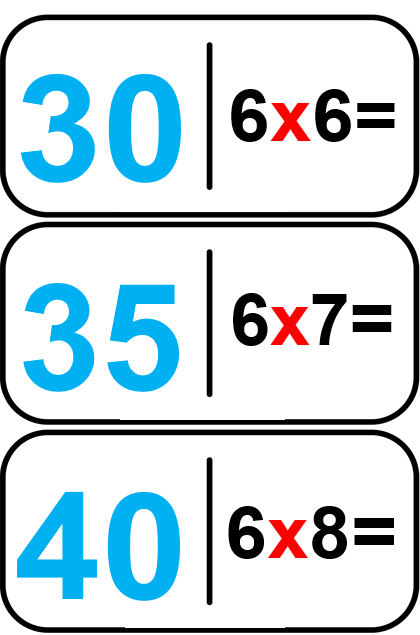 30 | 6x6=
35 | 6x7=
40 | 6x8=